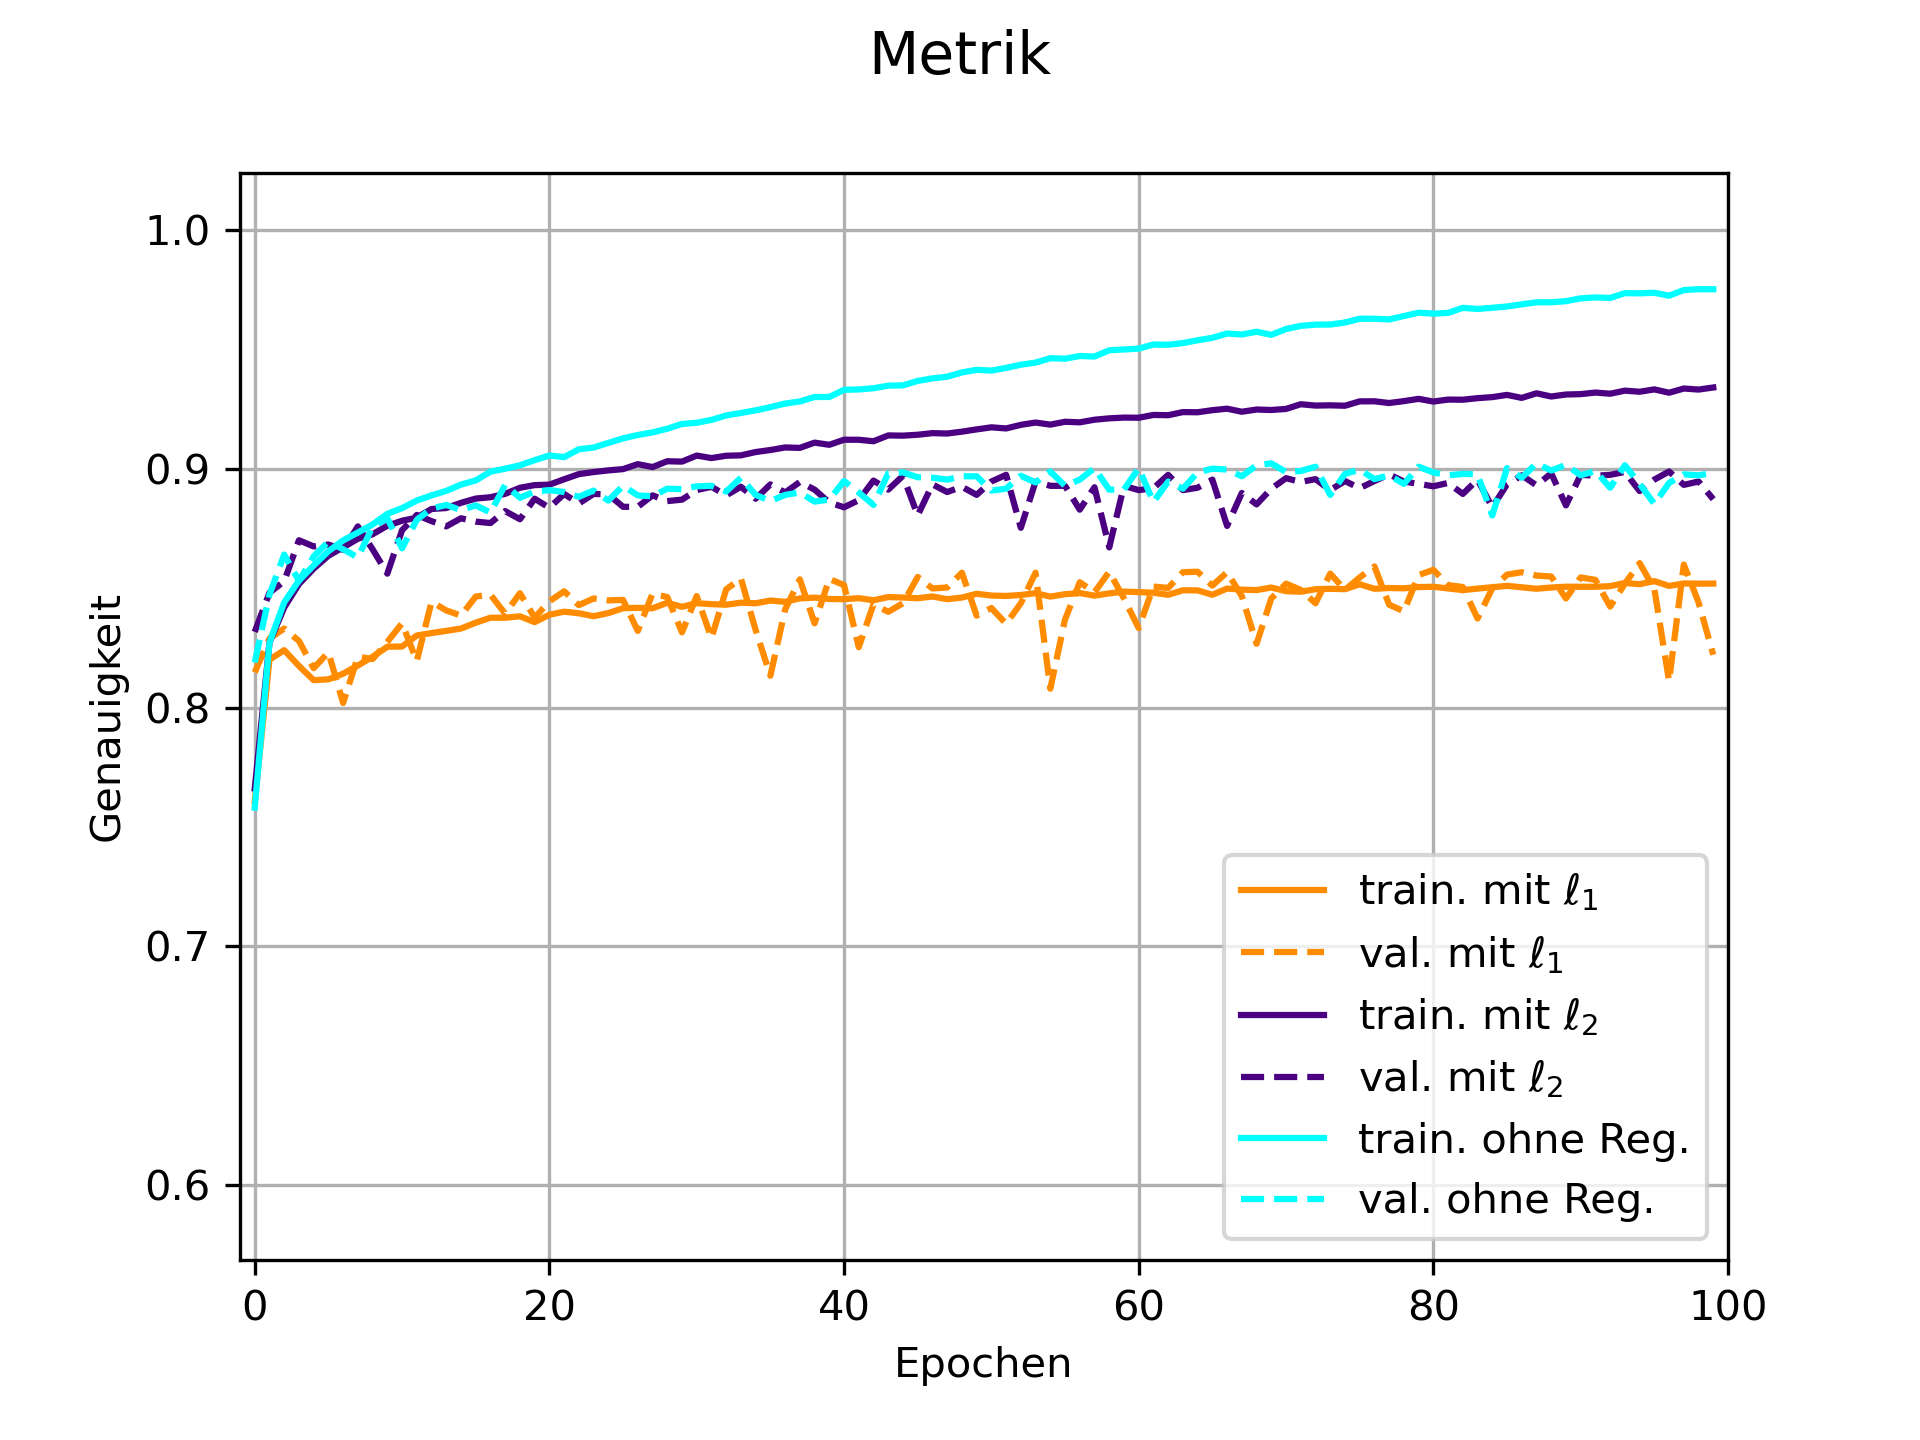 Metrik
1.0
0.9
0.8
0.7
0.6
Genauigkeit
0
20
40
60
80
100
Epochen
train. mit ℓ₁
val. mit ℓ₁
train. mit ℓ₂
val. mit ℓ₂
train. ohne Reg.
val. ohne Reg.